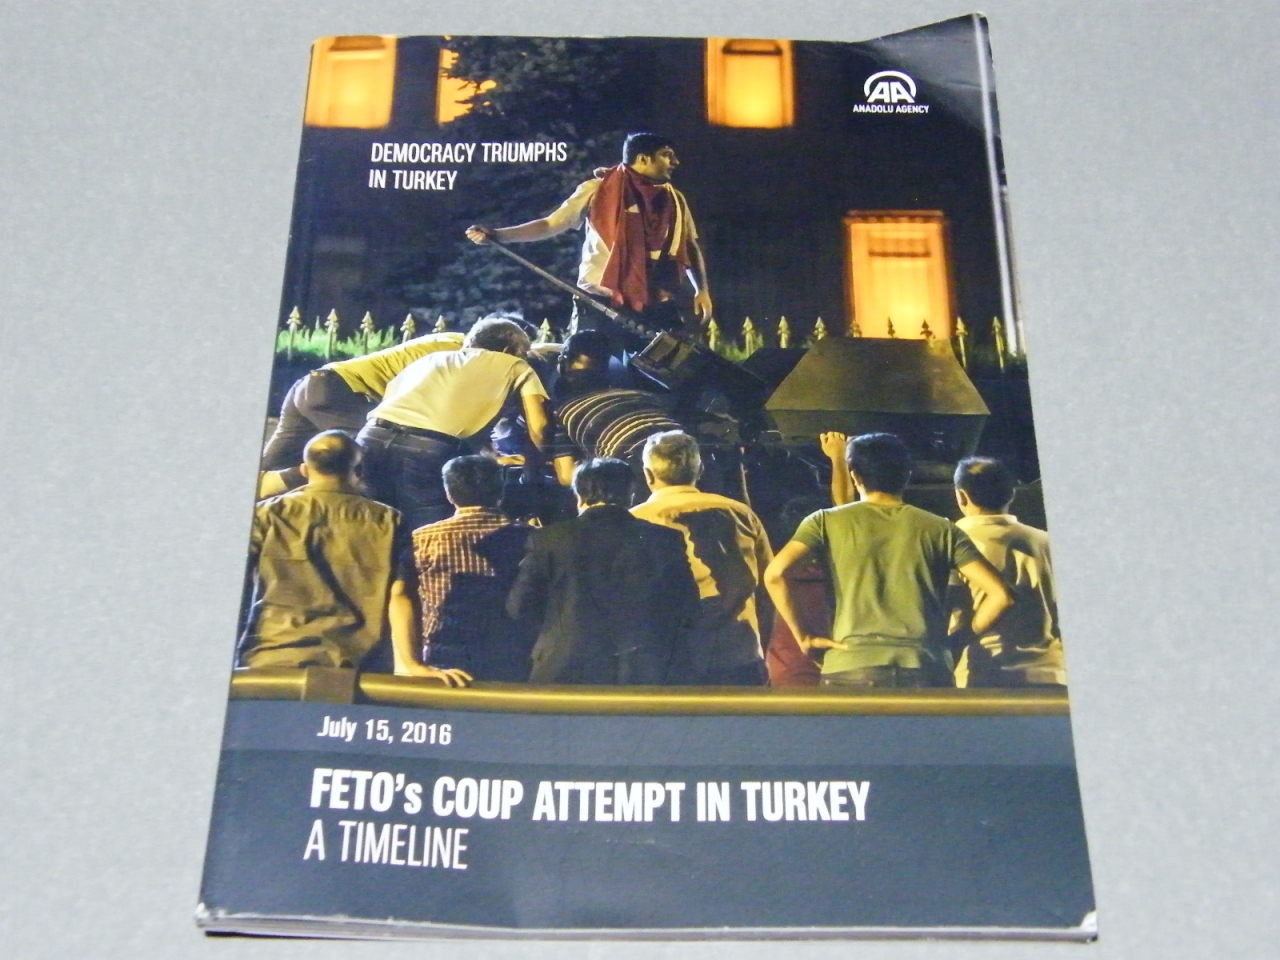 AA
ANADOLU AGENCY
DEMOCRACY TRIUMPHS
IN TURKEY
July 15, 2016
FETO's COUP ATTEMPT IN TURKEY
A TIMELINE